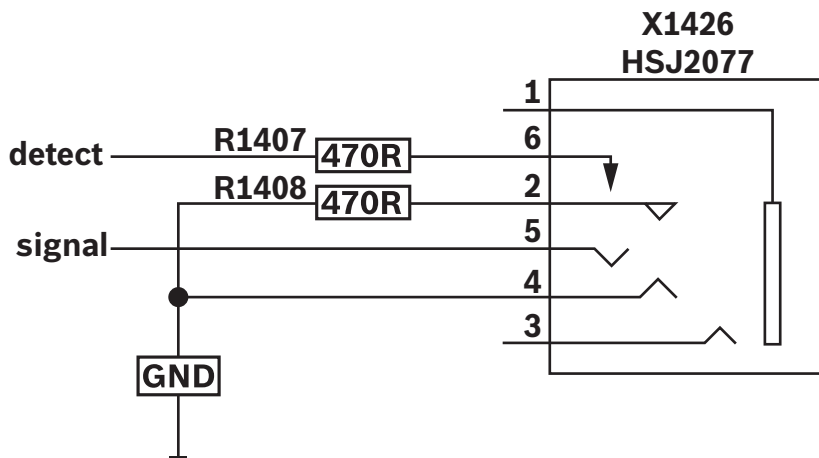 X1426
HSJ2077
1
detect R1407 470R 6
R1408 470R 2
signal 5
4
3
GND